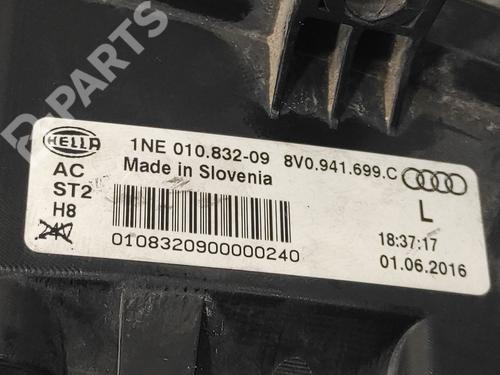 B-PARTS
HELLA
1NE 010.832-09 8V0.941.699.C
AC Made in Slovenia
ST2
H8
L
18:37:17
0108320900000240
01.06.2016